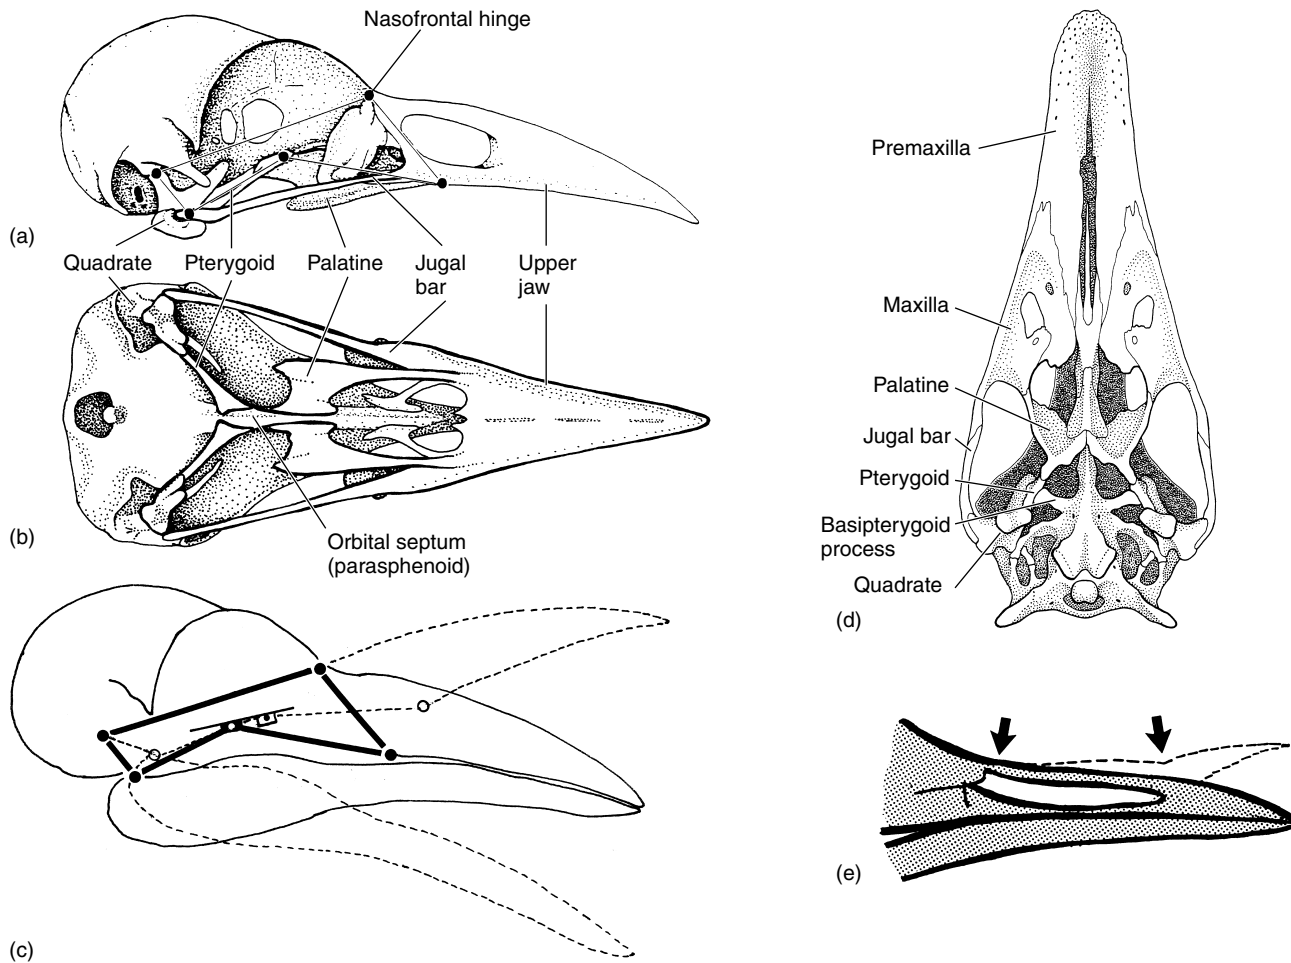 Nasofrontal hinge
(a)
Quadrate
Pterygoid
Palatine
Jugal
bar
Upper
jaw
(b)
Orbital septum
(parasphenoid)
(c)
Premaxilla
Maxilla
Palatine
Jugal bar
Pterygoid
Basipterygoid
process
Quadrate
(d)
(e)